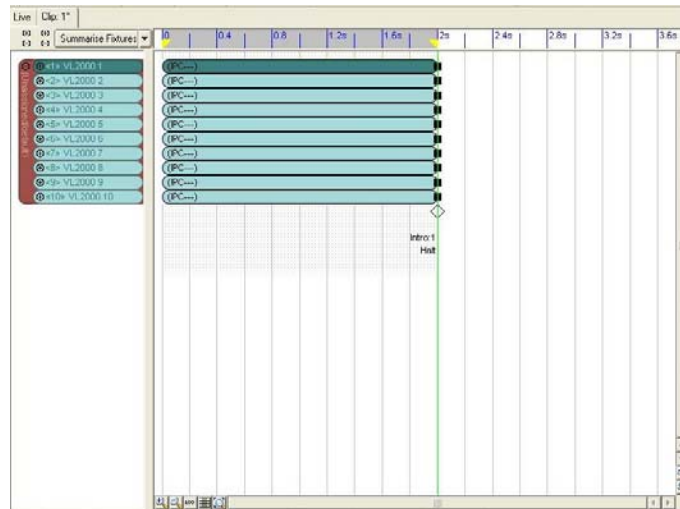 Live Clip: 1*
Summarise Fixtures
0 0.4 0.8 1.2s 1.6s 2s 2.4s 2.8s 3.2s 3.6s
<1> VL2000 1 (IPC---)
<2> VL2000 2 (IPC---)
<3> VL2000 3 (IPC---)
<4> VL2000 4 (IPC---)
<5> VL2000 5 (IPC---)
<6> VL2000 6 (IPC---)
<7> VL2000 7 (IPC---)
<8> VL2000 8 (IPC---)
<9> VL2000 9 (IPC---)
<10> VL2000 10 (IPC---)
Intro:1
Halt